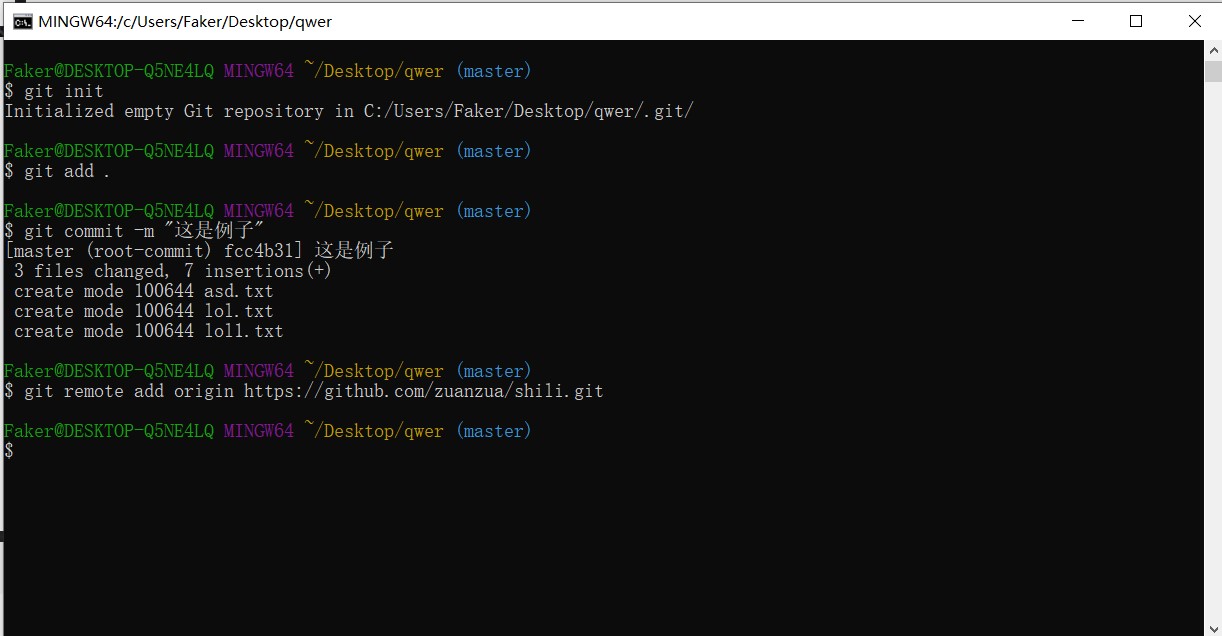 MINGW64:/c/Users/Faker/Desktop/qwer
Faker@DESKTOP-Q5NE4LQ MINGW64 ~/Desktop/qwer (master)
$ git init
Initialized empty Git repository in C:/Users/Faker/Desktop/qwer/.git/
Faker@DESKTOP-Q5NE4LQ MINGW64 ~/Desktop/qwer (master)
$ git add .
Faker@DESKTOP-Q5NE4LQ MINGW64 ~/Desktop/qwer (master)
$ git commit -m "这是例子"
[master (root-commit) fcc4b31] 这是例子
 3 files changed, 7 insertions(+)
 create mode 100644 asd.txt
 create mode 100644 lol.txt
 create mode 100644 loll.txt
Faker@DESKTOP-Q5NE4LQ MINGW64 ~/Desktop/qwer (master)
$ git remote add origin https://github.com/zuanzua/shili.git
Faker@DESKTOP-Q5NE4LQ MINGW64 ~/Desktop/qwer (master)
$